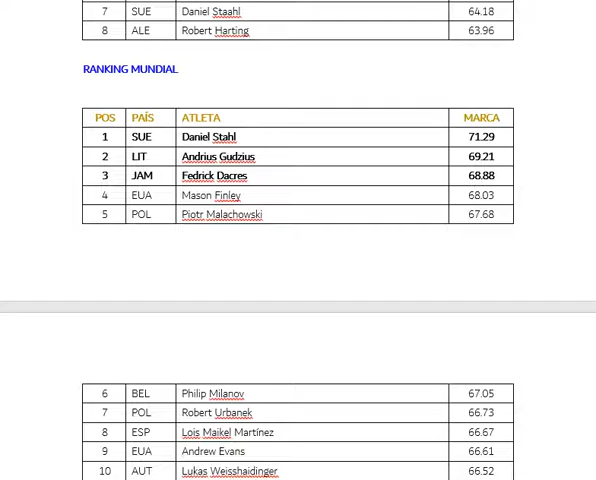 7 SUE Daniel Staahl 64.18
8 ALE Robert Harting 63.96
RANKING MUNDIAL
POS PAÍS ATLETA MARCA
1 SUE Daniel Stahl 71.29
2 LIT Andrius Gudzius 69.21
3 JAM Fedrick Dacres 68.88
4 EUA Mason Finley 68.03
5 POL Piotr Malachowski 67.68
6 BEL Philip Milanov 67.05
7 POL Robert Urbanek 66.73
8 ESP Lois Maikel Martínez 66.67
9 EUA Andrew Evans 66.61
10 AUT Lukas Weisshaidinger 66.52